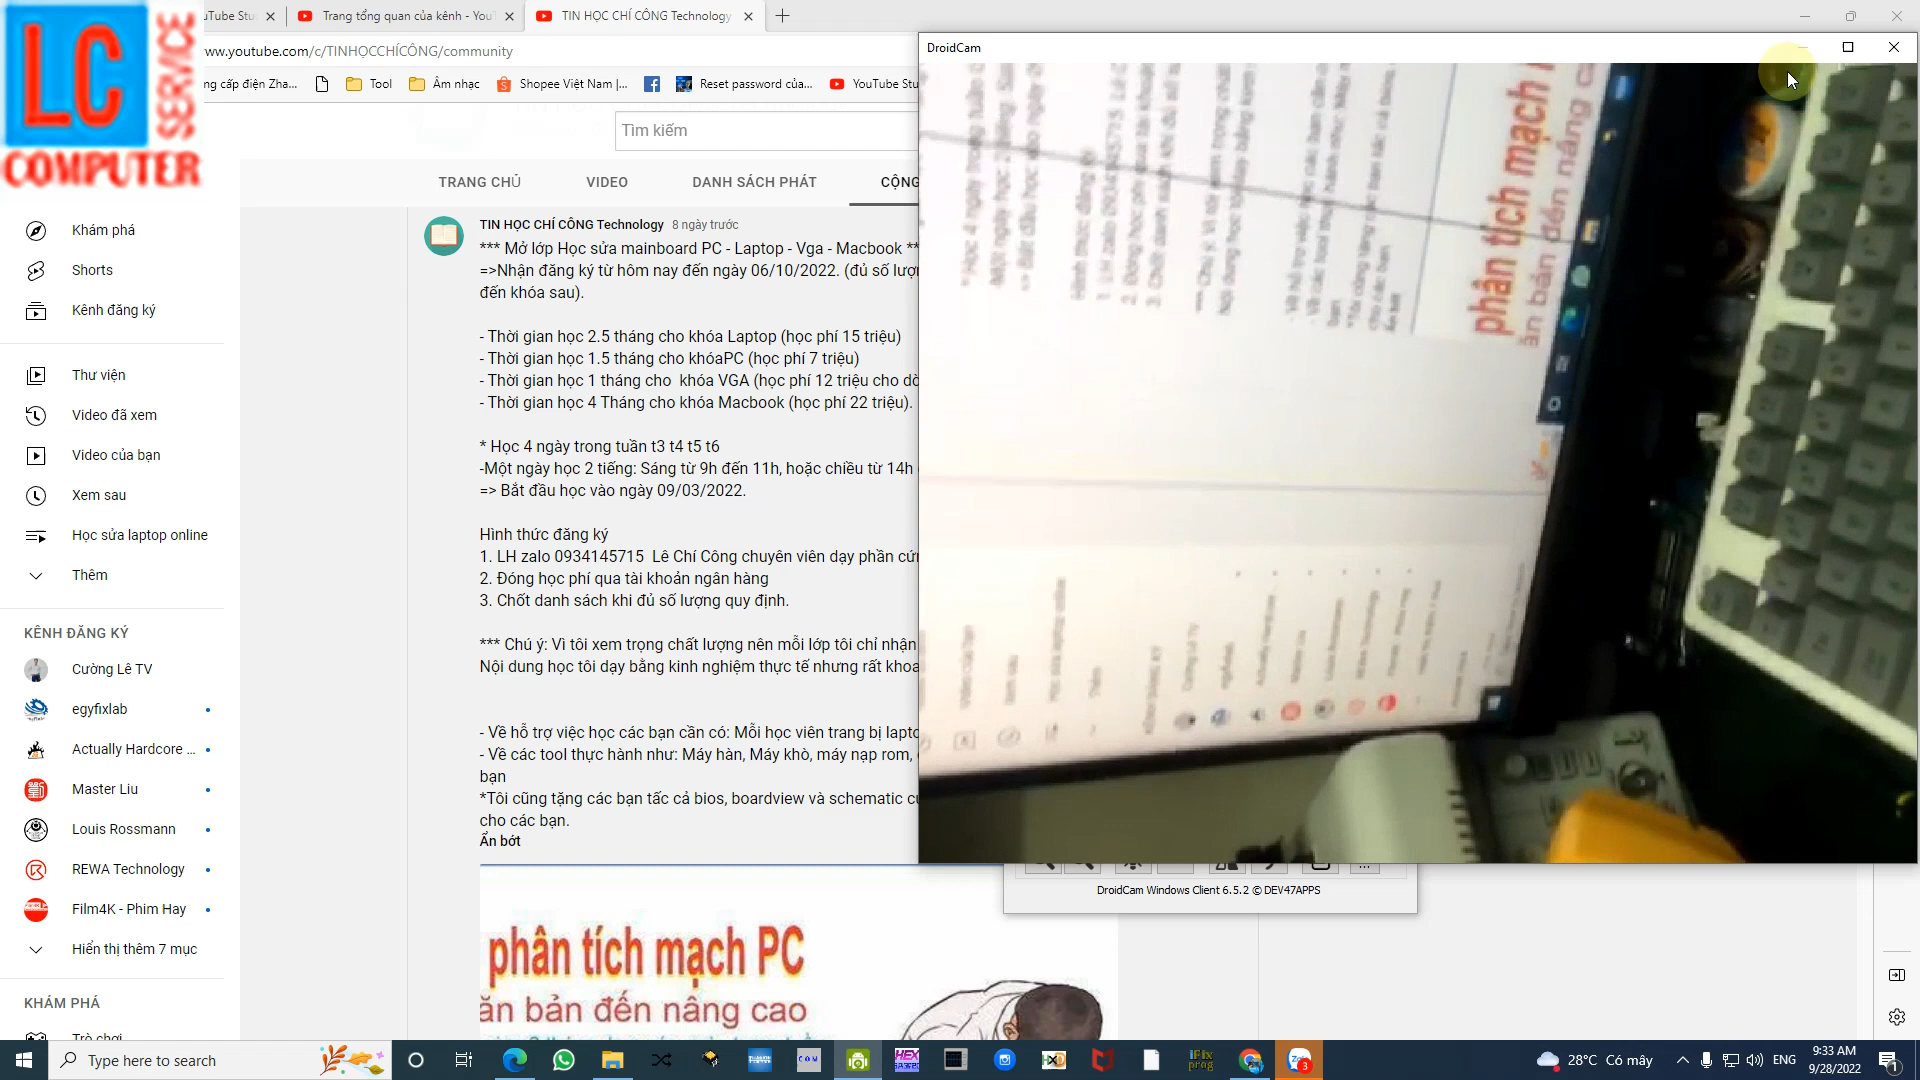 LC
SERVICE
COMPUTER
Trang tổng quan của kênh - You
TIN HỌC CHÍ CÔNG Technology
www.youtube.com/c/TINHỌCCHÍCÔNG/community
ng cấp điện Zha...
Tool
Âm nhạc
Shopee Việt Nam |...
Reset password của...
YouTube Stu
Tìm kiếm
TRANG CHỦ
VIDEO
DANH SÁCH PHÁT
CỘNG
Khám phá
Shorts
Kênh đăng ký
Thư viện
Video đã xem
Video của bạn
Xem sau
Học sửa laptop online
Thêm
KÊNH ĐĂNG KÝ
Cường Lê TV
egyfixlab
Actually Hardcore ...
Master Liu
Louis Rossmann
REWA Technology
Film4K - Phim Hay
Hiển thị thêm 7 mục
KHÁM PHÁ
Trò chơi
TIN HỌC CHÍ CÔNG Technology 8 ngày trước
*** Mở lớp Học sửa mainboard PC - Laptop - Vga - Macbook **
=>Nhận đăng ký từ hôm nay đến ngày 06/10/2022. (đủ số lượn
đến khóa sau).
- Thời gian học 2.5 tháng cho khóa Laptop (học phí 15 triệu)
- Thời gian học 1.5 tháng cho khóaPC (học phí 7 triệu)
- Thời gian học 1 tháng cho khóa VGA (học phí 12 triệu cho dò
- Thời gian học 4 Tháng cho khóa Macbook (học phí 22 triệu).
* Học 4 ngày trong tuần t3 t4 t5 t6
-Một ngày học 2 tiếng: Sáng từ 9h đến 11h, hoặc chiều từ 14h
=> Bắt đầu học vào ngày 09/03/2022.
Hình thức đăng ký
1. LH zalo 0934145715 Lê Chí Công chuyên viên dạy phần cứn
2. Đóng học phí qua tài khoản ngân hàng
3. Chốt danh sách khi đủ số lượng quy định.
*** Chú ý: Vì tôi xem trọng chất lượng nên mỗi lớp tôi chỉ nhận
Nội dung học tôi dạy bằng kinh nghiệm thực tế nhưng rất khoa
- Về hỗ trợ việc học các bạn cần có: Mỗi học viên trang bị lapto
- Về các tool thực hành như: Máy hàn, Máy khò, máy nạp rom,
bạn
*Tôi cũng tặng các bạn tấc cả bios, boardview và schematic cu
cho các bạn.
Ẩn bớt
phân tích mạch PC
ăn bản đến nâng cao
DroidCam
phân tích mạch
ăn bản đến nâng ca
DroidCam Windows Client 6.5.2 © DEV47APPS
Type here to search
28°C Có mây
ENG
9:33 AM
9/28/2022